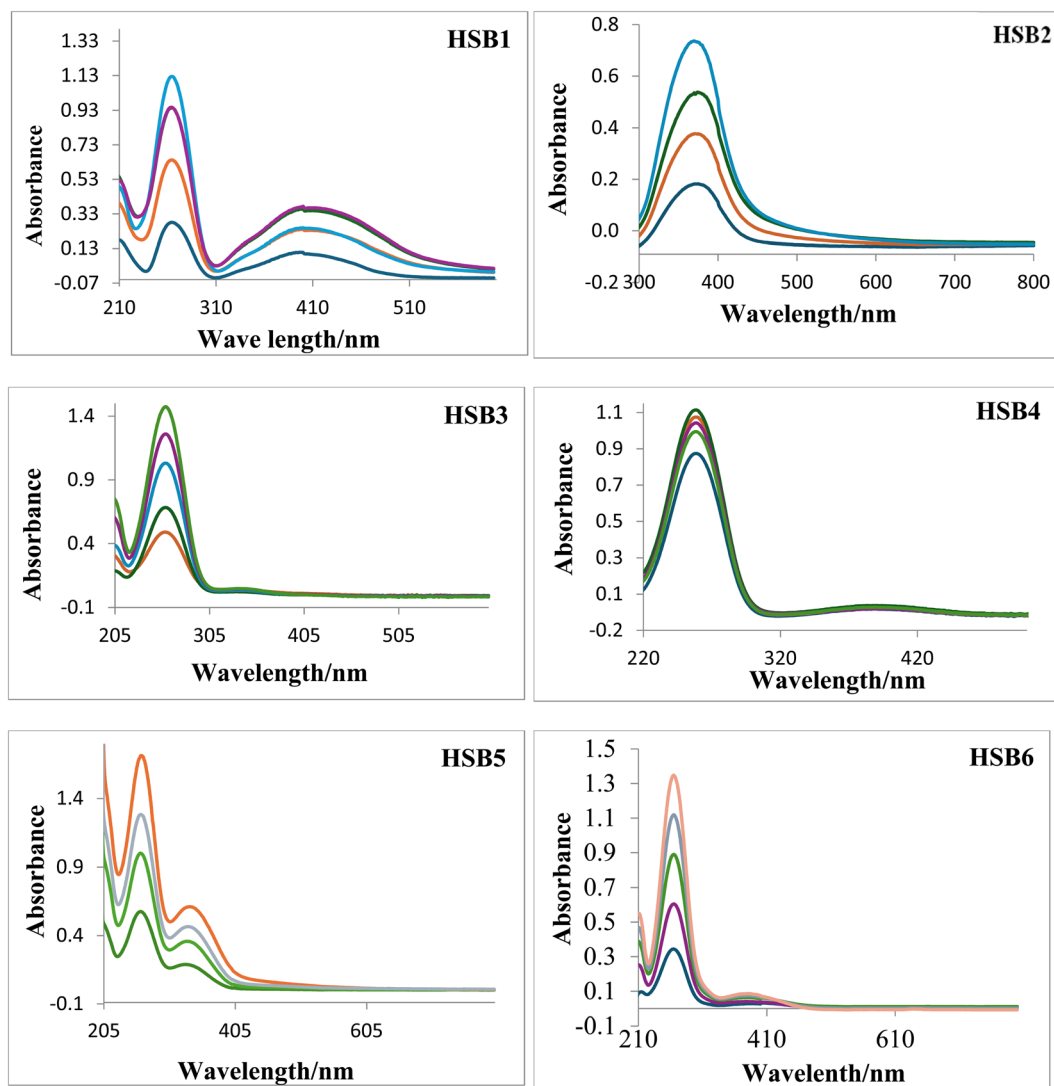 HSB1
1.33
1.13
0.93
0.73
0.53
0.33
0.13
-0.07
Absorbance
210 310 410 510
Wave length/nm
HSB2
0.8
0.6
0.4
0.2
0.0
-0.2
Absorbance
300 400 500 600 700 800
Wavelength/nm
HSB3
1.4
0.9
0.4
-0.1
Absorbance
205 305 405 505
Wavelength/nm
HSB4
1.1
0.9
0.7
0.5
0.3
0.1
-0.2
Absorbance
220 320 420
Wavelength/nm
HSB5
1.4
0.9
0.4
-0.1
Absorbance
205 405 605
Wavelength/nm
HSB6
1.5
1.3
1.1
0.9
0.7
0.5
0.3
0.1
-0.1
Absorbance
210 410 610
Wavelenth/nm